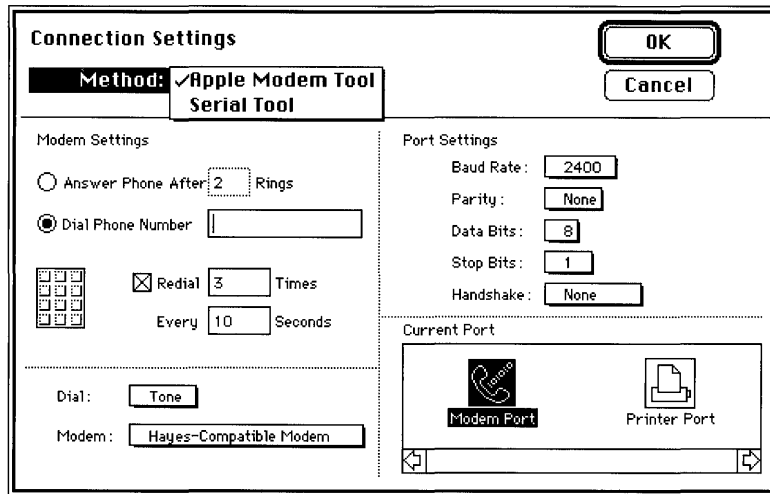 Connection Settings
OK
Method: ✓Apple Modem Tool
Serial Tool
Cancel
Modem Settings
Answer Phone After 2 Rings
Dial Phone Number
Redial 3 Times
Every 10 Seconds
Dial: Tone
Modem: Hayes-Compatible Modem
Port Settings
Baud Rate: 2400
Parity: None
Data Bits: 8
Stop Bits: 1
Handshake: None
Current Port
Modem Port
Printer Port